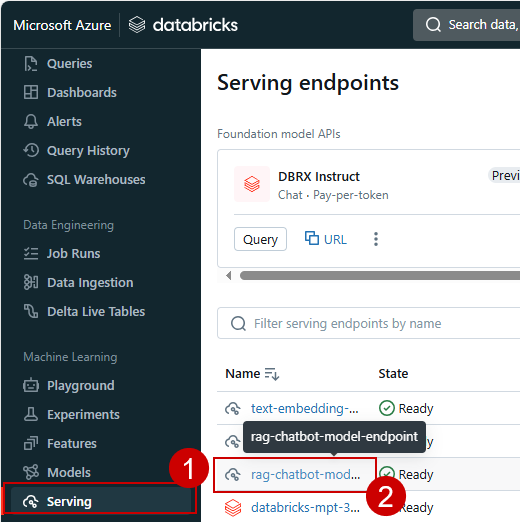 Microsoft Azure
databricks
Search data,
Queries
Dashboards
Alerts
Query History
SQL Warehouses
Data Engineering
Job Runs
Data Ingestion
Delta Live Tables
Machine Learning
Playground
Experiments
Features
Models
Serving
1
Serving endpoints
Foundation model APIs
DBRX Instruct
Previ
Chat • Pay-per-token
Query
URL
Filter serving endpoints by name
Name
State
text-embedding-...
Ready
rag-chatbot-model-endpoint
rag-chatbot-mod...
Ready
2
databricks-mpt-3...
Ready